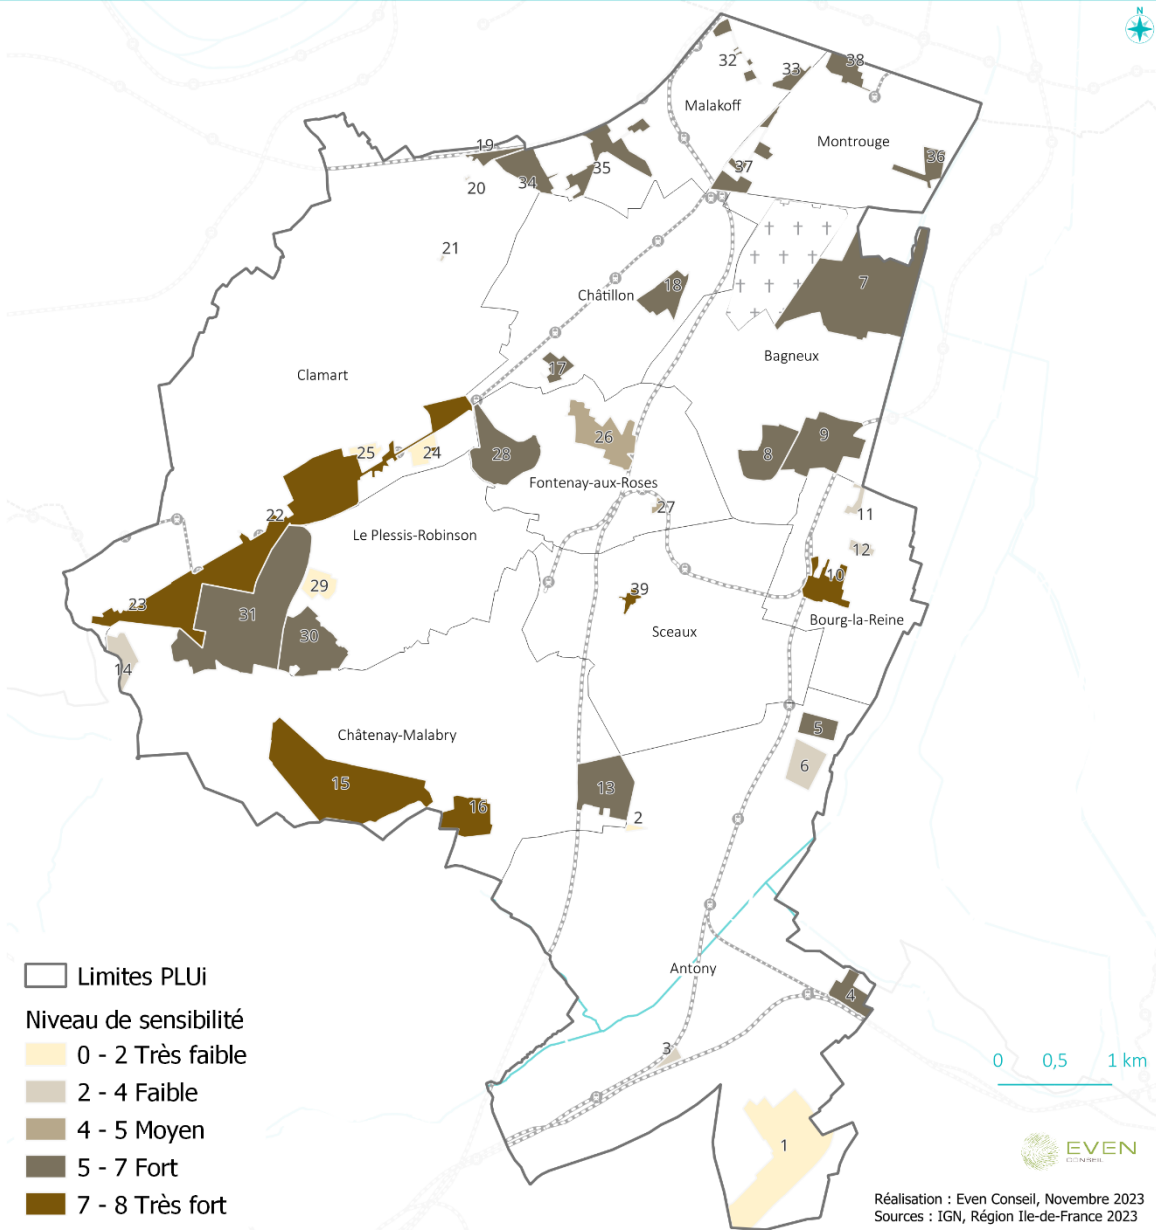 N
32
33
38
Malakoff
Montrouge
19
35
37
36
20
34
21
18
7
Châtillon
Bagneux
17
Clamart
26
9
25
24
28
8
Fontenay-aux-Roses
27
11
22
Le Plessis-Robinson
12
29
10
23
39
31
30
Sceaux
Bourg-la-Reine
14
5
Châtenay-Malabry
6
15
13
16
2
Antony
4
3
1
Limites PLUi
Niveau de sensibilité
0 - 2 Très faible
2 - 4 Faible
4 - 5 Moyen
5 - 7 Fort
7 - 8 Très fort
0 0,5 1 km
EVEN
CONSEIL
Réalisation : Even Conseil, Novembre 2023
Sources : IGN, Région Ile-de-France 2023